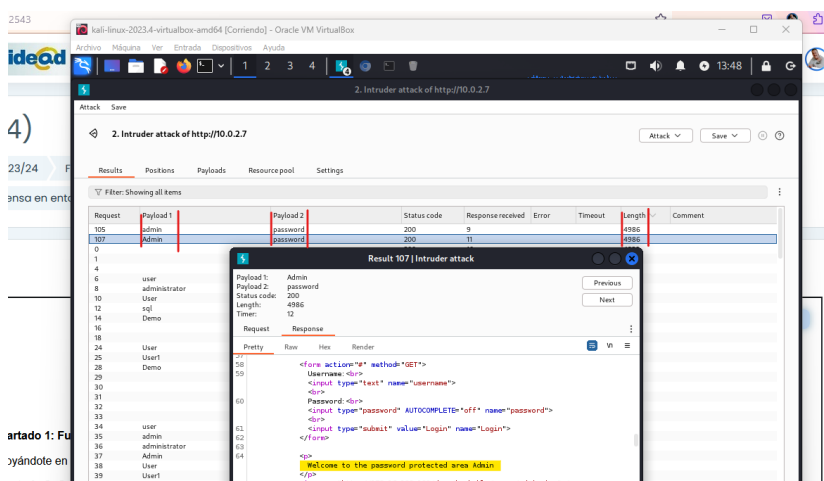 2543
kali-linux-2023.4-virtualbox-amd64 [Corriendo] - Oracle VM VirtualBox
Archivo Máquina Ver Entrada Dispositivos Ayuda
idead
1 2 3 4 13:48
2. Intruder attack of http://10.0.2.7
Attack Save
4)
2. Intruder attack of http://10.0.2.7
Attack Save
23/24 F
Results Positions Payloads Resource pool Settings
ensa en ento
Filter: Showing all items
Request Payload 1 Payload 2 Status code Response received Error Timeout Length Comment
105 admin password 200 9 4986
107 Admin password 200 11 4986
0
1
4
6 user
8 administrator
10 User
12 sql
14 Demo
16
18
24 User
25 User1
28 Demo
29
30
31
32
33
34 user
35 admin
36 administrator
37 Admin
38 User
39 User1
artado 1: Fu
oyándote en
Result 107 | Intruder attack
Payload 1: Admin
Payload 2: password
Status code: 200
Length: 4986
Timer: 12
Previous
Next
Request Response
Pretty Raw Hex Render
\n
58 <form action="#" method="GET">
59 Username:<br>
<input type="text" name="username">
<br>
60 Password:<br>
<input type="password" AUTOCOMPLETE="off" name="password">
<br>
61 <input type="submit" value="Login" name="Login">
62 </form>
63
64 <p>
Welcome to the password protected area Admin
</p>